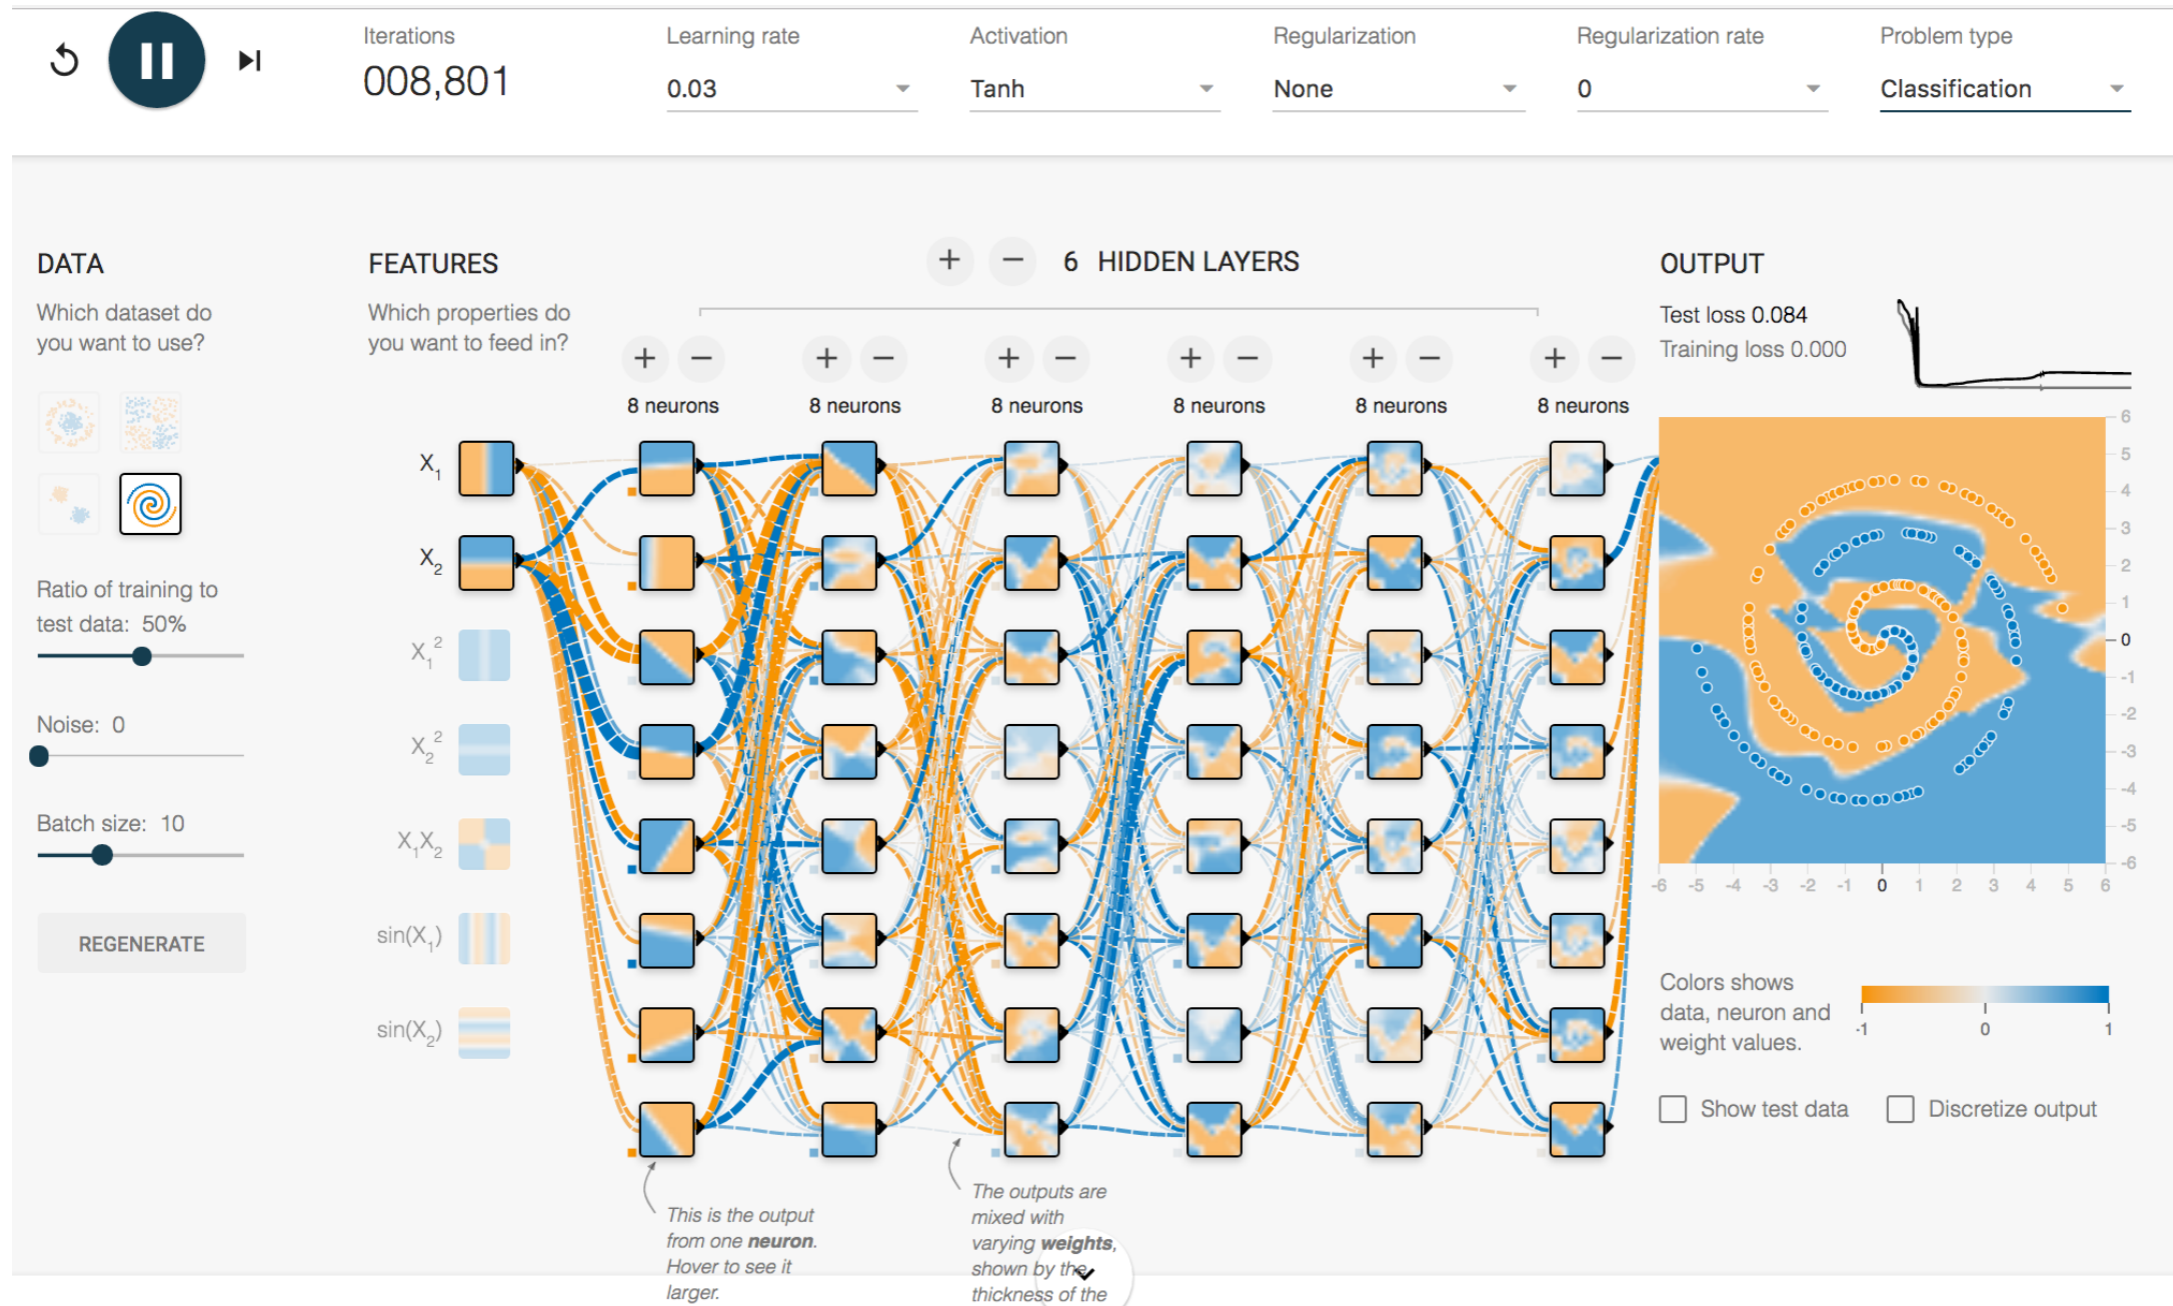 Iterations
008,801
Learning rate
0.03
Activation
Tanh
Regularization
None
Regularization rate
0
Problem type
Classification
DATA
Which dataset do
you want to use?
Ratio of training to
test data: 50%
Noise: 0
Batch size: 10
REGENERATE
FEATURES
Which properties do
you want to feed in?
X₁
X₂
X₁²
X₂²
X₁X₂
sin(X₁)
sin(X₂)
+ − 6 HIDDEN LAYERS
+ − + − + − + − + − + −
8 neurons 8 neurons 8 neurons 8 neurons 8 neurons 8 neurons
This is the output
from one neuron.
Hover to see it
larger.
The outputs are
mixed with
varying weights,
shown by the
thickness of the
OUTPUT
Test loss 0.084
Training loss 0.000
6
5
4
3
2
1
0
-1
-2
-3
-4
-5
-6
-6 -5 -4 -3 -2 -1 0 1 2 3 4 5 6
Colors shows
data, neuron and
weight values.
-1 0 1
Show test data
Discretize output